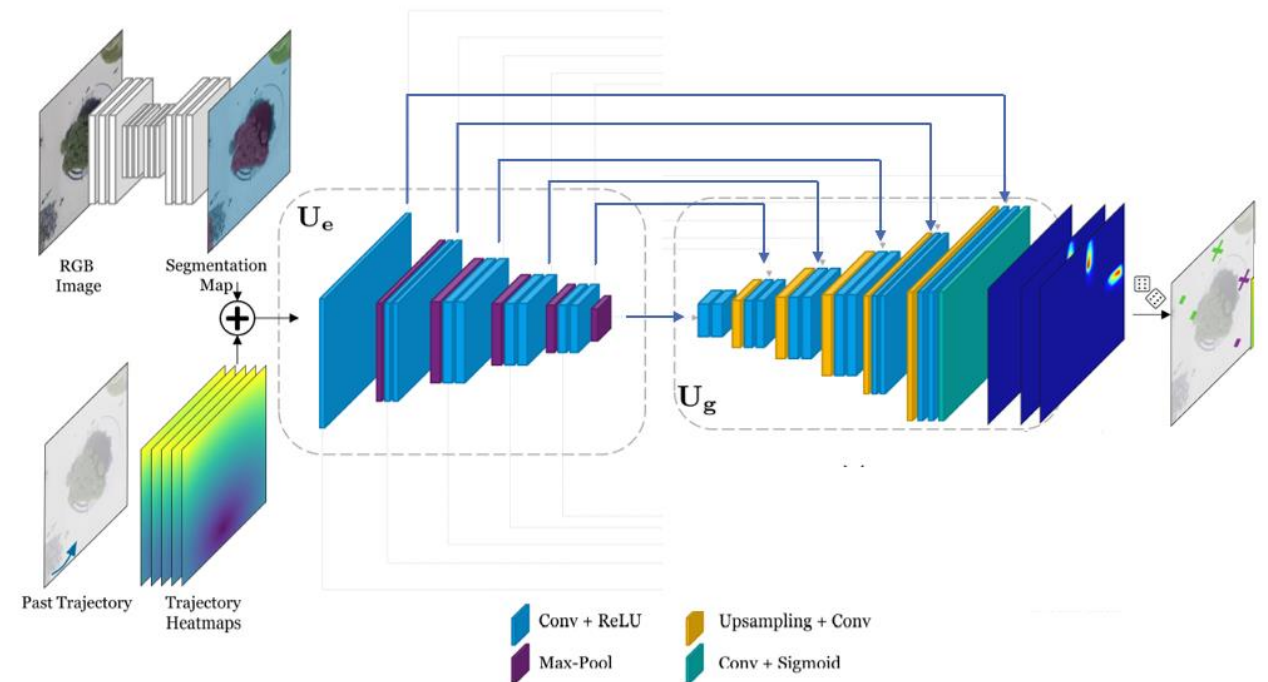 RGB
Image
Segmentation
Map
Past Trajectory
Trajectory
Heatmaps
U_e
U_g
Conv + ReLU
Max-Pool
Upsampling + Conv
Conv + Sigmoid